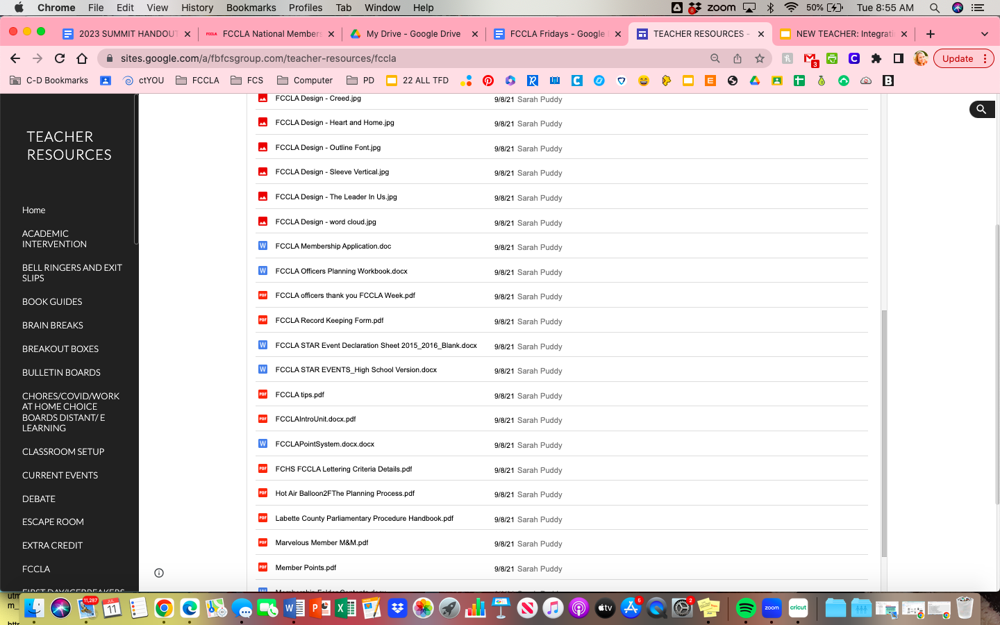 Chrome File Edit View History Bookmarks Profiles Tab Window Help zoom 50% Tue 8:55 AM
2023 SUMMIT HANDOUT FCCLA National Members My Drive - Google Drive FCCLA Fridays - Google TEACHER RESOURCES - NEW TEACHER: Integrati
sites.google.com/a/fbfcsgroup.com/teacher-resources/fccla 3 Update
C-D Bookmarks ctYOU FCCLA FCS Computer PD 22 ALL TFD
TEACHER
RESOURCES
Home
ACADEMIC
INTERVENTION
BELL RINGERS AND EXIT
SLIPS
BOOK GUIDES
BRAIN BREAKS
BREAKOUT BOXES
BULLETIN BOARDS
CHORES/COVID/WORK
AT HOME CHOICE
BOARDS DISTANT/ E
LEARNING
CLASSROOM SETUP
CURRENT EVENTS
DEBATE
ESCAPE ROOM
EXTRA CREDIT
FCCLA
FIRST DAY/ICEBREAKERS
FCCLA Design - Creed.jpg 9/8/21 Sarah Puddy
FCCLA Design - Heart and Home.jpg 9/8/21 Sarah Puddy
FCCLA Design - Outline Font.jpg 9/8/21 Sarah Puddy
FCCLA Design - Sleeve Vertical.jpg 9/8/21 Sarah Puddy
FCCLA Design - The Leader In Us.jpg 9/8/21 Sarah Puddy
FCCLA Design - word cloud.jpg 9/8/21 Sarah Puddy
FCCLA Membership Application.doc 9/8/21 Sarah Puddy
FCCLA Officers Planning Workbook.docx 9/8/21 Sarah Puddy
FCCLA officers thank you FCCLA Week.pdf 9/8/21 Sarah Puddy
FCCLA Record Keeping Form.pdf 9/8/21 Sarah Puddy
FCCLA STAR Event Declaration Sheet 2015_2016_Blank.docx 9/8/21 Sarah Puddy
FCCLA STAR EVENTS_High School Version.docx 9/8/21 Sarah Puddy
FCCLA tips.pdf 9/8/21 Sarah Puddy
FCCLAIntroUnit.docx.pdf 9/8/21 Sarah Puddy
FCCLAPointSystem.docx.docx 9/8/21 Sarah Puddy
FCHS FCCLA Lettering Criteria Details.pdf 9/8/21 Sarah Puddy
Hot Air Balloon2FThe Planning Process.pdf 9/8/21 Sarah Puddy
Labette County Parliamentary Procedure Handbook.pdf 9/8/21 Sarah Puddy
Marvelous Member M&M.pdf 9/8/21 Sarah Puddy
Member Points.pdf 9/8/21 Sarah Puddy
Membership Folder Contents.docx
utm
m_
11,297 JUL 11 tv 6 2 zoom cricut